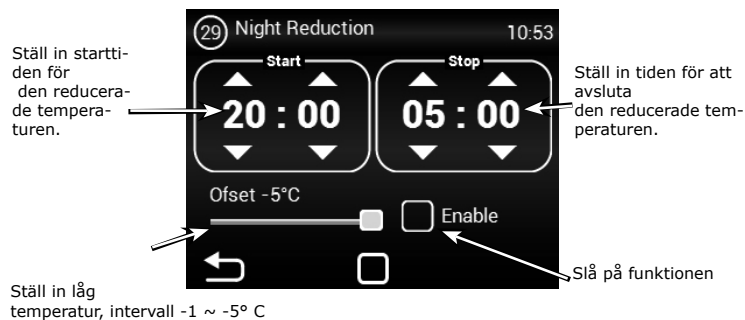 29 Night Reduction 10:53
Ställ in startti-
den för
den reducera-
de tempera-
turen.
Start
20 : 00
Stop
05 : 00
Ställ in tiden för att
avsluta
den reducerade tem-
peraturen.
Ofset -5°C
Enable
Slå på funktionen
Ställ in låg
temperatur, intervall -1 ~ -5° C